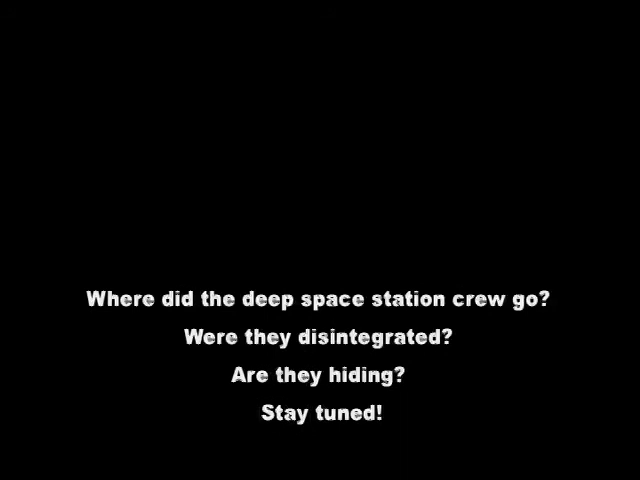 Where did the deep space station crew go?
Were they disintegrated?
Are they hiding?
Stay tuned!